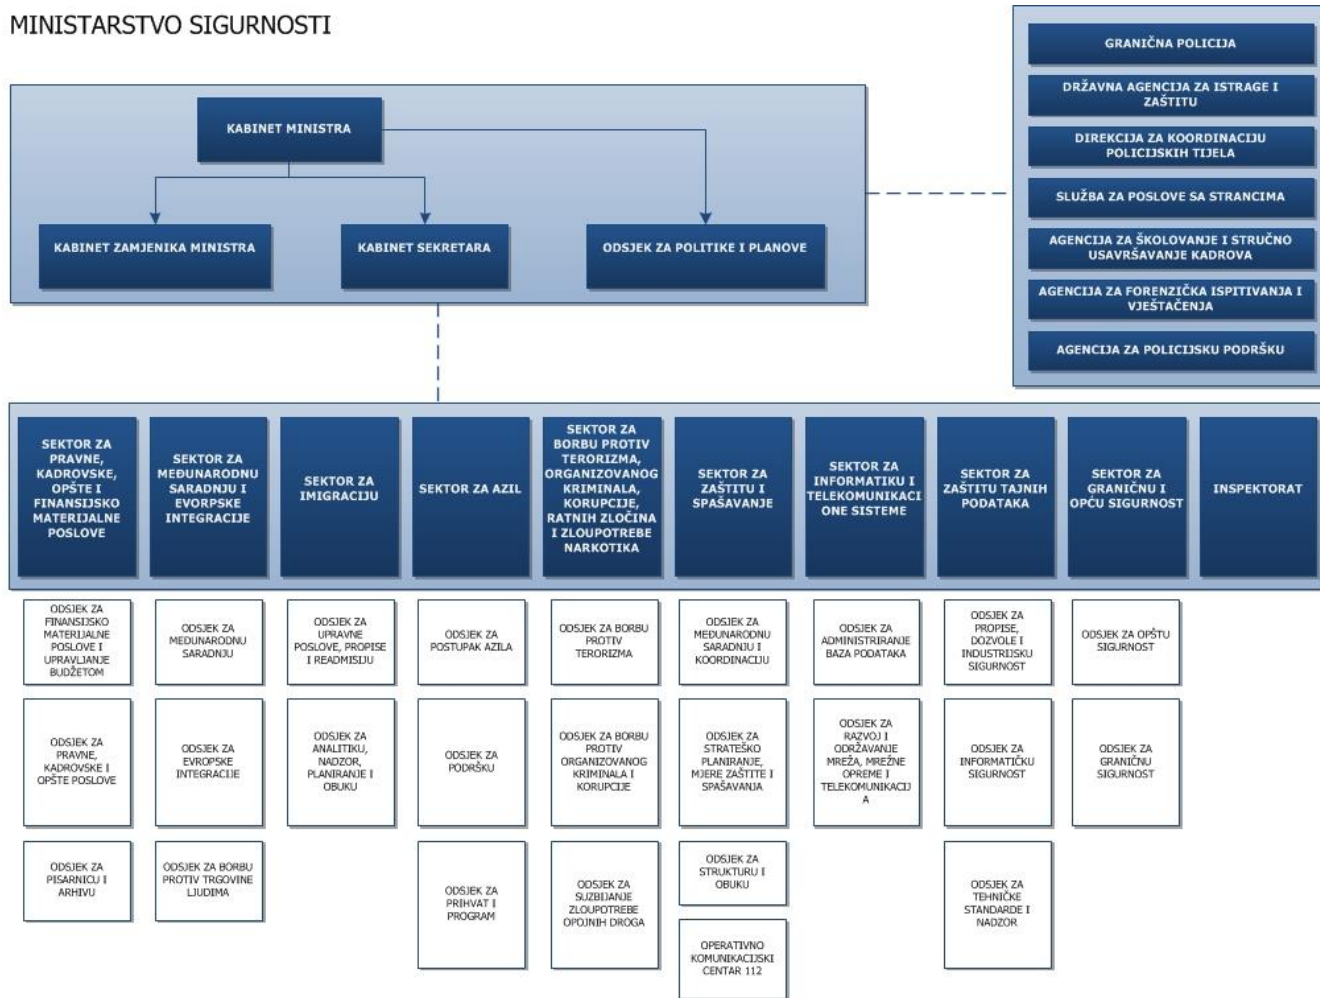 MINISTARSTVO SIGURNOSTI
KABINET MINISTRA
KABINET ZAMJENIKA MINISTRA
KABINET SEKRETARA
ODSJEK ZA POLITIKE I PLANOVE
GRANIČNA POLICIJA
DRŽAVNA AGENCIJA ZA ISTRAGE I
ZAŠTITU
DIREKCIJA ZA KOORDINACIJU
POLICIJSKIH TIJELA
SLUŽBA ZA POSLOVE SA STRANCIMA
AGENCIJA ZA ŠKOLOVANJE I STRUČNO
USAVRŠAVANJE KADROVA
AGENCIJA ZA FORENZIČKA ISPITIVANJA I
VJEŠTAČENJA
AGENCIJA ZA POLICIJSKU PODRŠKU
SEKTOR ZA
PRAVNE,
KADROVSKE,
OPŠTE I
FINANSIJSKO
MATERIJALNE
POSLOVE
SEKTOR ZA
MEĐUNARODNU
SARADNJU I
EVORPSKE
INTEGRACIJE
SEKTOR ZA
IMIGRACIJU
SEKTOR ZA AZIL
SEKTOR ZA
BORBU PROTIV
TERORIZMA,
ORGANIZOVANOG
KRIMINALA,
KORUPCIJE,
RATNIH ZLOČINA
I ZLOUPOTREBE
NARKOTIKA
SEKTOR ZA
ZAŠTITU I
SPAŠAVANJE
SEKTOR ZA
INFORMATIKU I
TELEKOMUNIKACI
ONE SISTEME
SEKTOR ZA
ZAŠTITU TAJNIH
PODATAKA
SEKTOR ZA
GRANIČNU I
OPĆU SIGURNOST
INSPEKTORAT
ODSJEK ZA
FINANSIJSKO
MATERIJALNE
POSLOVE I
UPRAVLJANJE
BUDŽETOM
ODSJEK ZA
MEĐUNARODNU
SARADNJU
ODSJEK ZA
UPRAVNE
POSLOVE, PROPISE
I READMISIJU
ODSJEK ZA
POSTUPAK AZILA
ODSJEK ZA BORBU
PROTIV
TERORIZMA
ODSJEK ZA
MEĐUNARODNU
SARADNJU I
KOORDINACIJU
ODSJEK ZA
ADMINISTRIRANJE
BAZA PODATAKA
ODSJEK ZA
PROPISE,
DOZVOLE I
INDUSTRIJSKU
SIGURNOST
ODSJEK ZA OPŠTU
SIGURNOST
ODSJEK ZA
PRAVNE,
KADROVSKE I
OPŠTE POSLOVE
ODSJEK ZA
EVROPSKE
INTEGRACIJE
ODSJEK ZA
ANALITIKU,
NADZOR,
PLANIRANJE I
OBUKU
ODSJEK ZA
PODRŠKU
ODSJEK ZA BORBU
PROTIV
ORGANIZOVANOG
KRIMINALA I
KORUPCIJE
ODSJEK ZA
STRATEŠKO
PLANIRANJE,
MJERE ZAŠTITE I
SPAŠAVANJA
ODSJEK ZA
RAZVOJ I
ODRŽAVANJE
MREŽA, MREŽNE
OPREME I
TELEKOMUNIKACIJ
A
ODSJEK ZA
INFORMATIČKU
SIGURNOST
ODSJEK ZA
GRANIČNU
SIGURNOST
ODSJEK ZA
PISARNICU I
ARHIVU
ODSJEK ZA BORBU
PROTIV TRGOVINE
LJUDIMA
ODSJEK ZA
PRIHVAT I
PROGRAM
ODSJEK ZA
SUZBIJANJE
ZLOUPOTREBE
OPOJNIH DROGA
ODSJEK ZA
STRUKTURU I
OBUKU
ODSJEK ZA
TEHNIČKE
STANDARDE I
NADZOR
OPERATIVNO
KOMUNIKACIJSKI
CENTAR 112